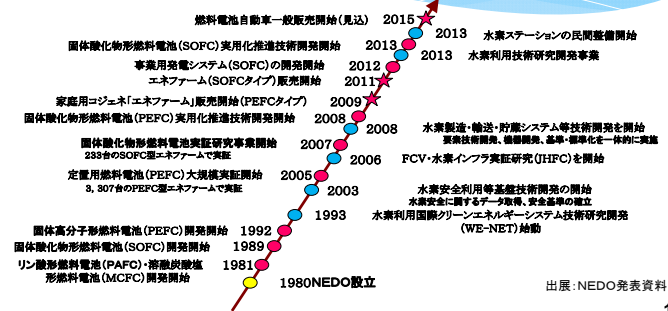 燃料電池自動車一般販売開始(見込) 2015
2013 水素ステーションの民間整備開始
固体酸化物形燃料電池(SOFC)実用化推進技術開発開始 2013
2013 水素利用技術研究開発事業
事業用発電システム(SOFC)の開発開始 2012
エネファーム(SOFCタイプ)販売開始 2011
家庭用コジェネ「エネファーム」販売開始(PEFCタイプ) 2009
固体酸化物形燃料電池(PEFC)実用化推進技術開発開始 2008
2008 水素製造・輸送・貯蔵システム等技術開発を開始
要素技術開発、機器開発、基準・標準化を一体的に実施
固体酸化物形燃料電池実証研究事業開始 2007
233台のSOFC型エネファームで実証
2006 FCV・水素インフラ実証研究(JHFC)を開始
定置用燃料電池(PEFC)大規模実証開始 2005
3,307台のPEFC型エネファームで実証
2003 水素安全利用等基盤技術開発の開始
水素安全に関するデータ取得、安全基準の確立
1993 水素利用国際クリーンエネルギーシステム技術研究開発
(WE-NET)始動
固体高分子形燃料電池(PEFC)開発開始 1992
固体酸化物形燃料電池(SOFC)開発開始 1989
リン酸形燃料電池(PAFC)・溶融炭酸塩 1981
形燃料電池(MCFC)開発開始
1980NEDO設立
出展:NEDO発表資料